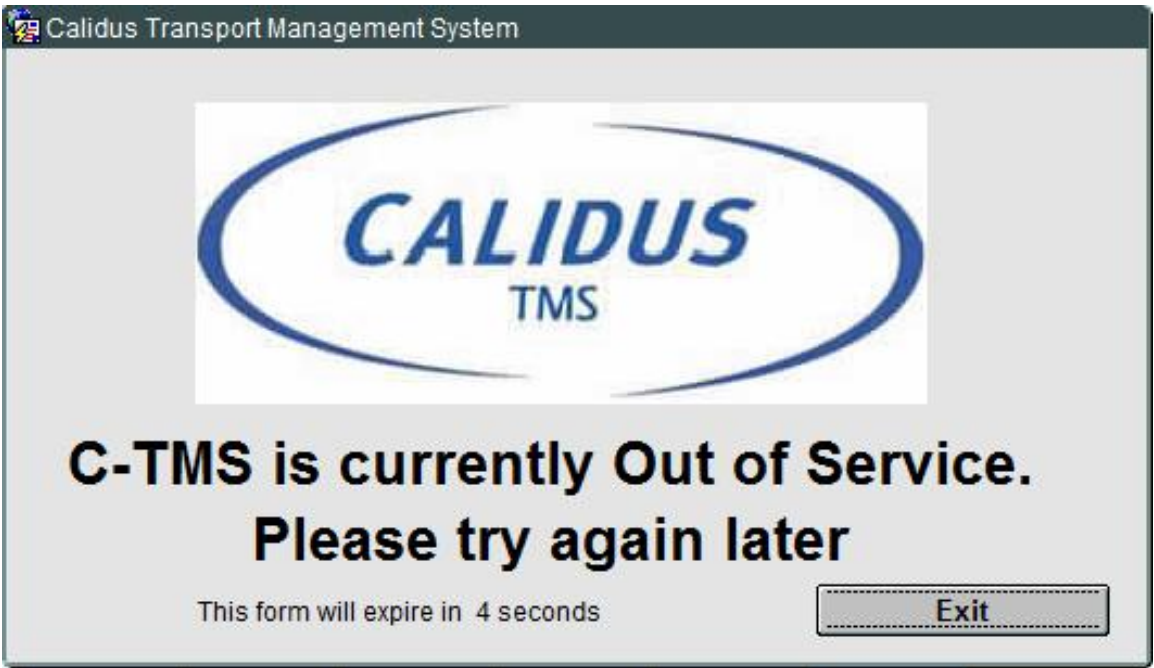 Calidus Transport Management System
CALIDUS
TMS
C-TMS is currently Out of Service.
Please try again later
This form will expire in 4 seconds
Exit